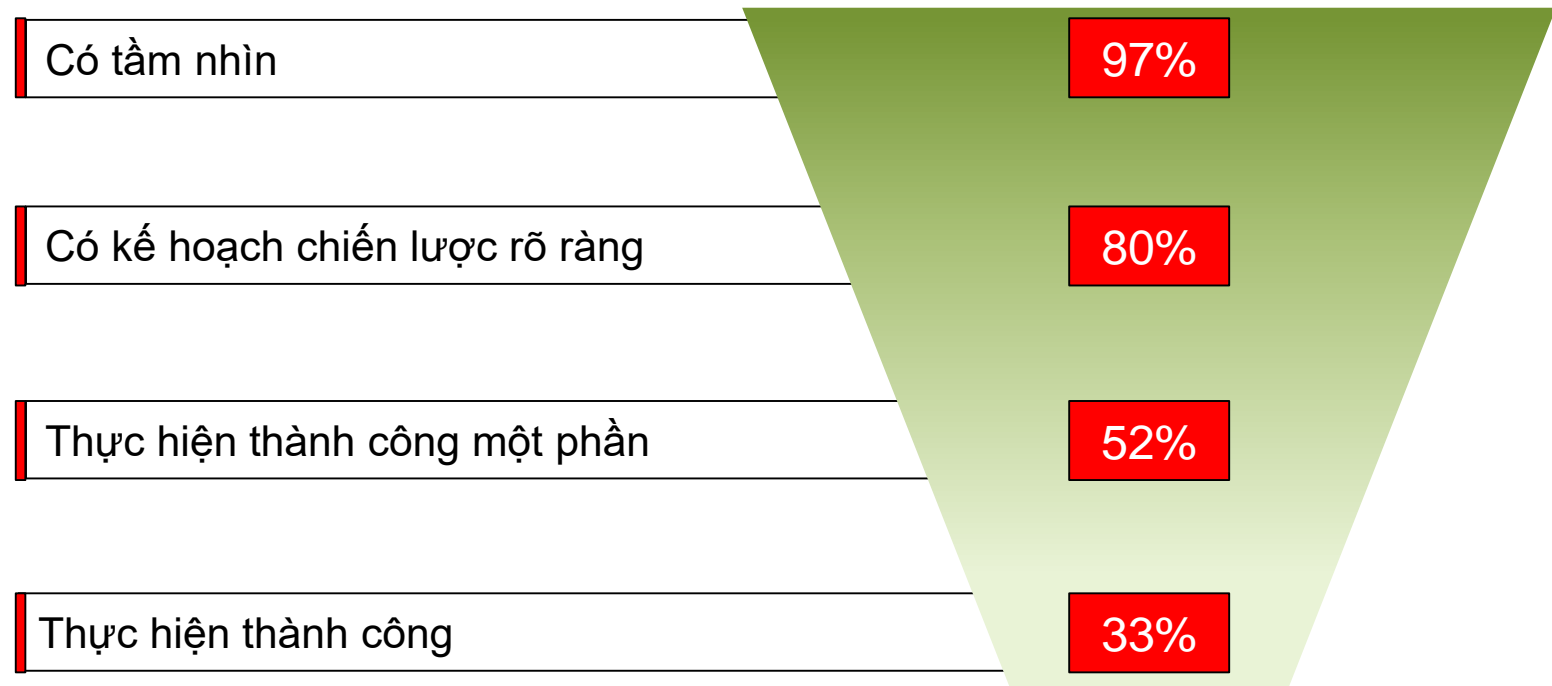 Có tầm nhìn 97%
Có kế hoạch chiến lược rõ ràng 80%
Thực hiện thành công một phần 52%
Thực hiện thành công 33%